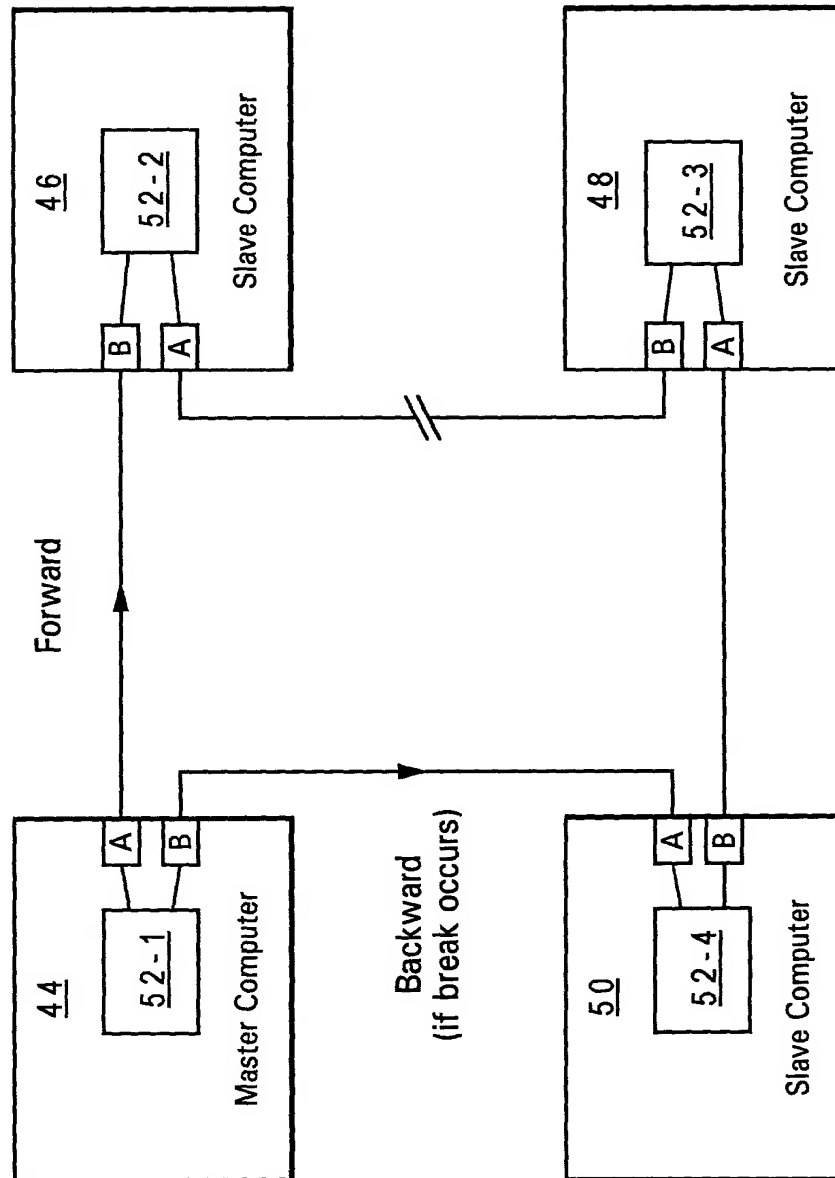 44
52-1
Master Computer
A
B
Forward
46
52-2
Slave Computer
B
A
Backward
(if break occurs)
50
52-4
Slave Computer
A
B
48
52-3
Slave Computer
B
A